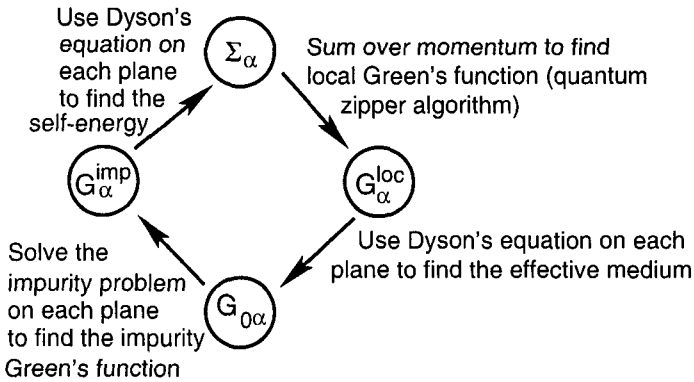 Use Dyson's
equation on
each plane
to find the
self-energy
Σα
Sum over momentum to find
local Green's function (quantum
zipper algorithm)
Gαimp
Gαloc
Use Dyson's equation on each
plane to find the effective medium
Solve the
impurity problem
on each plane
to find the impurity
Green's function
G0α